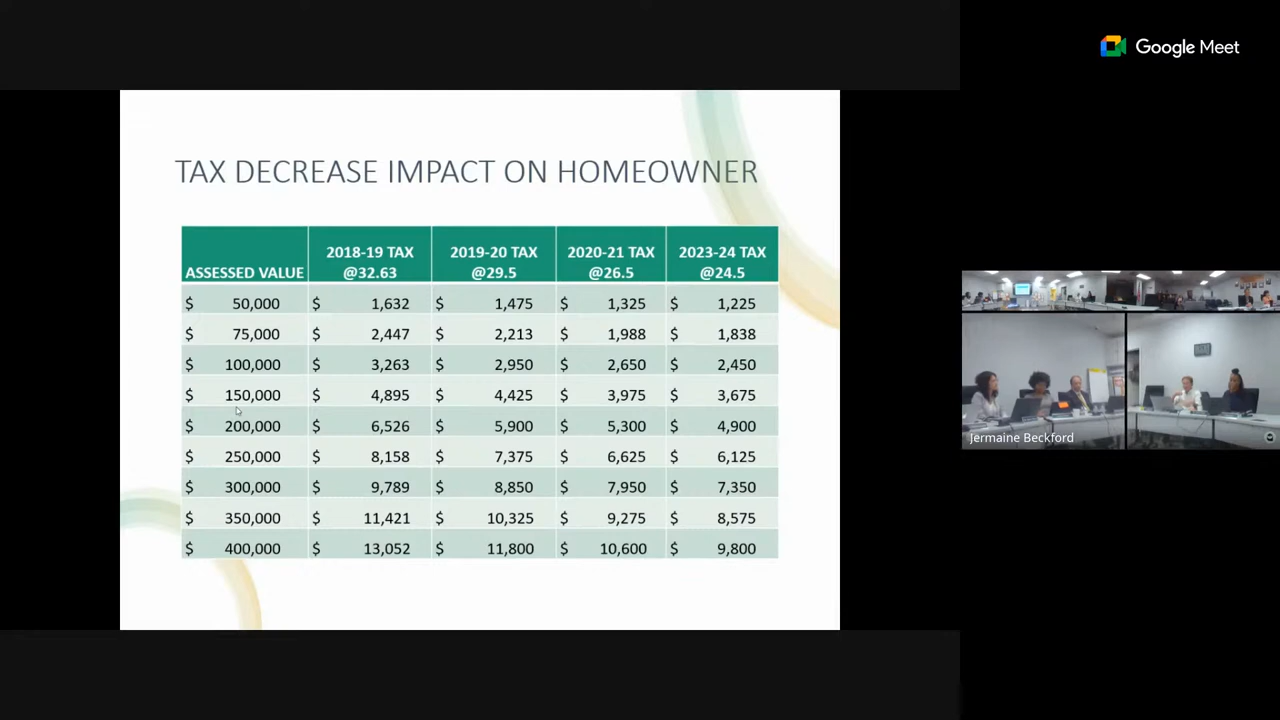 Google Meet
TAX DECREASE IMPACT ON HOMEOWNER
ASSESSED VALUE 2018-19 TAX @32.63 2019-20 TAX @29.5 2020-21 TAX @26.5 2023-24 TAX @24.5
$ 50,000 $ 1,632 $ 1,475 $ 1,325 $ 1,225
$ 75,000 $ 2,447 $ 2,213 $ 1,988 $ 1,838
$ 100,000 $ 3,263 $ 2,950 $ 2,650 $ 2,450
$ 150,000 $ 4,895 $ 4,425 $ 3,975 $ 3,675
$ 200,000 $ 6,526 $ 5,900 $ 5,300 $ 4,900
$ 250,000 $ 8,158 $ 7,375 $ 6,625 $ 6,125
$ 300,000 $ 9,789 $ 8,850 $ 7,950 $ 7,350
$ 350,000 $ 11,421 $ 10,325 $ 9,275 $ 8,575
$ 400,000 $ 13,052 $ 11,800 $ 10,600 $ 9,800
Jermaine Beckford